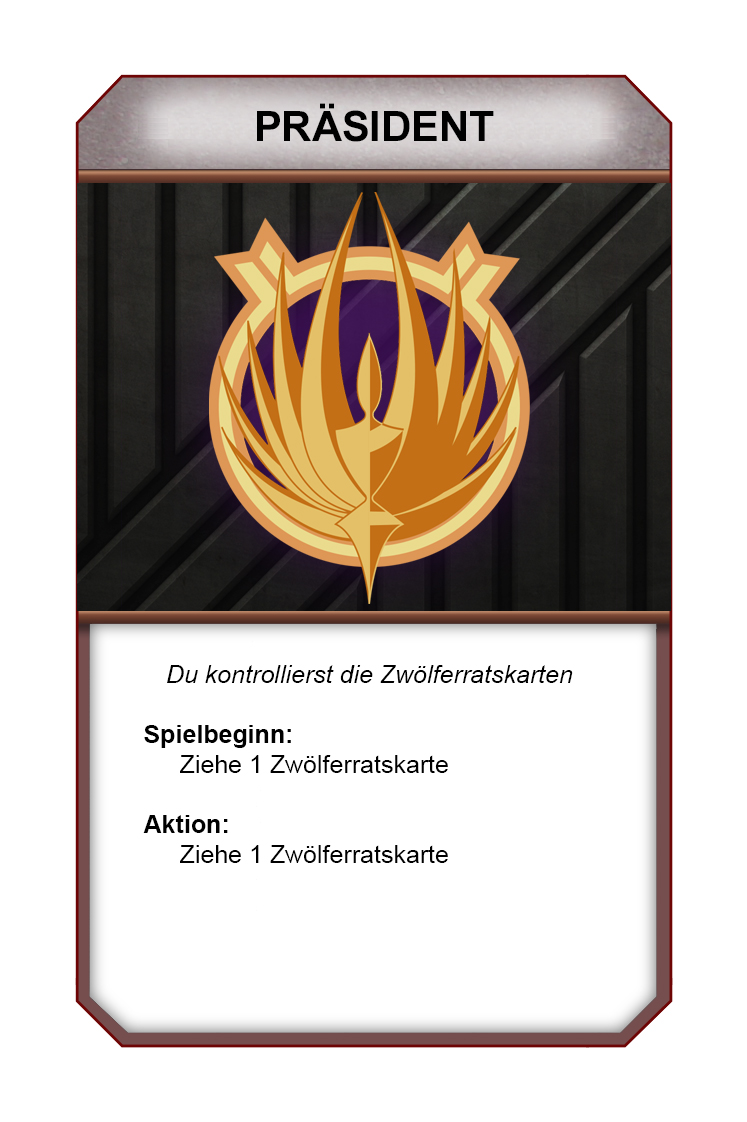 PRÄSIDENT
Du kontrollierst die Zwölferratskarten
Spielbeginn:
Ziehe 1 Zwölferratskarte
Aktion:
Ziehe 1 Zwölferratskarte